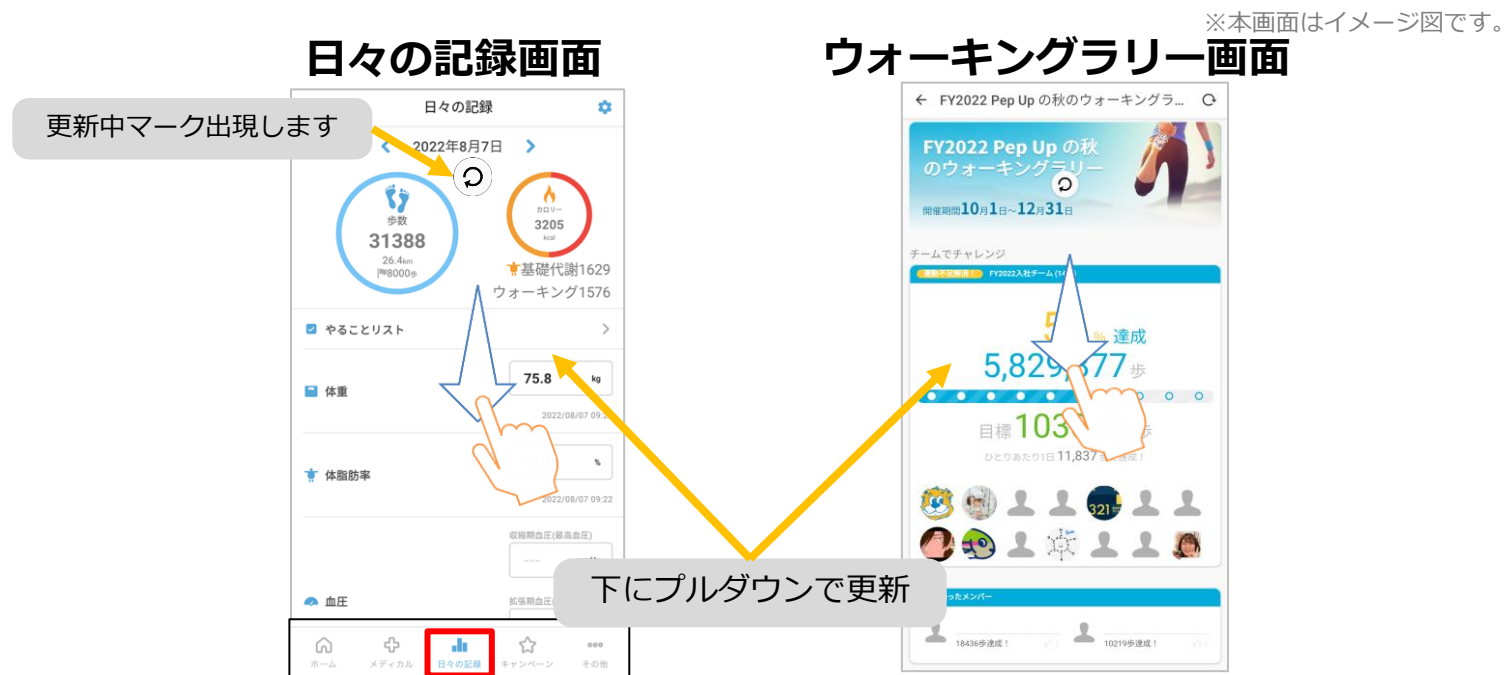 ※本画面はイメージ図です。
日々の記録画面
ウォーキングラリー画面
更新中マーク出現します
日々の記録
2022年8月7日
歩数
31388
26.4km
8000歩
カロリー
3205
kcal
基礎代謝1629
ウォーキング1576
やることリスト
体重
75.8 kg
2022/08/07 09:2
体脂肪率
%
2022/08/07 09:22
収縮期血圧(最高血圧)
---
血圧
拡張期血圧
ホーム
メディカル
日々の記録
キャンペーン
その他
下にプルダウンで更新
FY2022 Pep Up の秋のウォーキングラ...
FY2022 Pep Up の秋
のウォーキングラリー
開催期間10月1日~12月31日
チームでチャレンジ
運動不足解消! FY2022入社チーム
% 達成
5,829,877歩
目標 103
ひとりあたり1日 11,837
321
ったメンバー
18436歩達成!
10219歩達成!